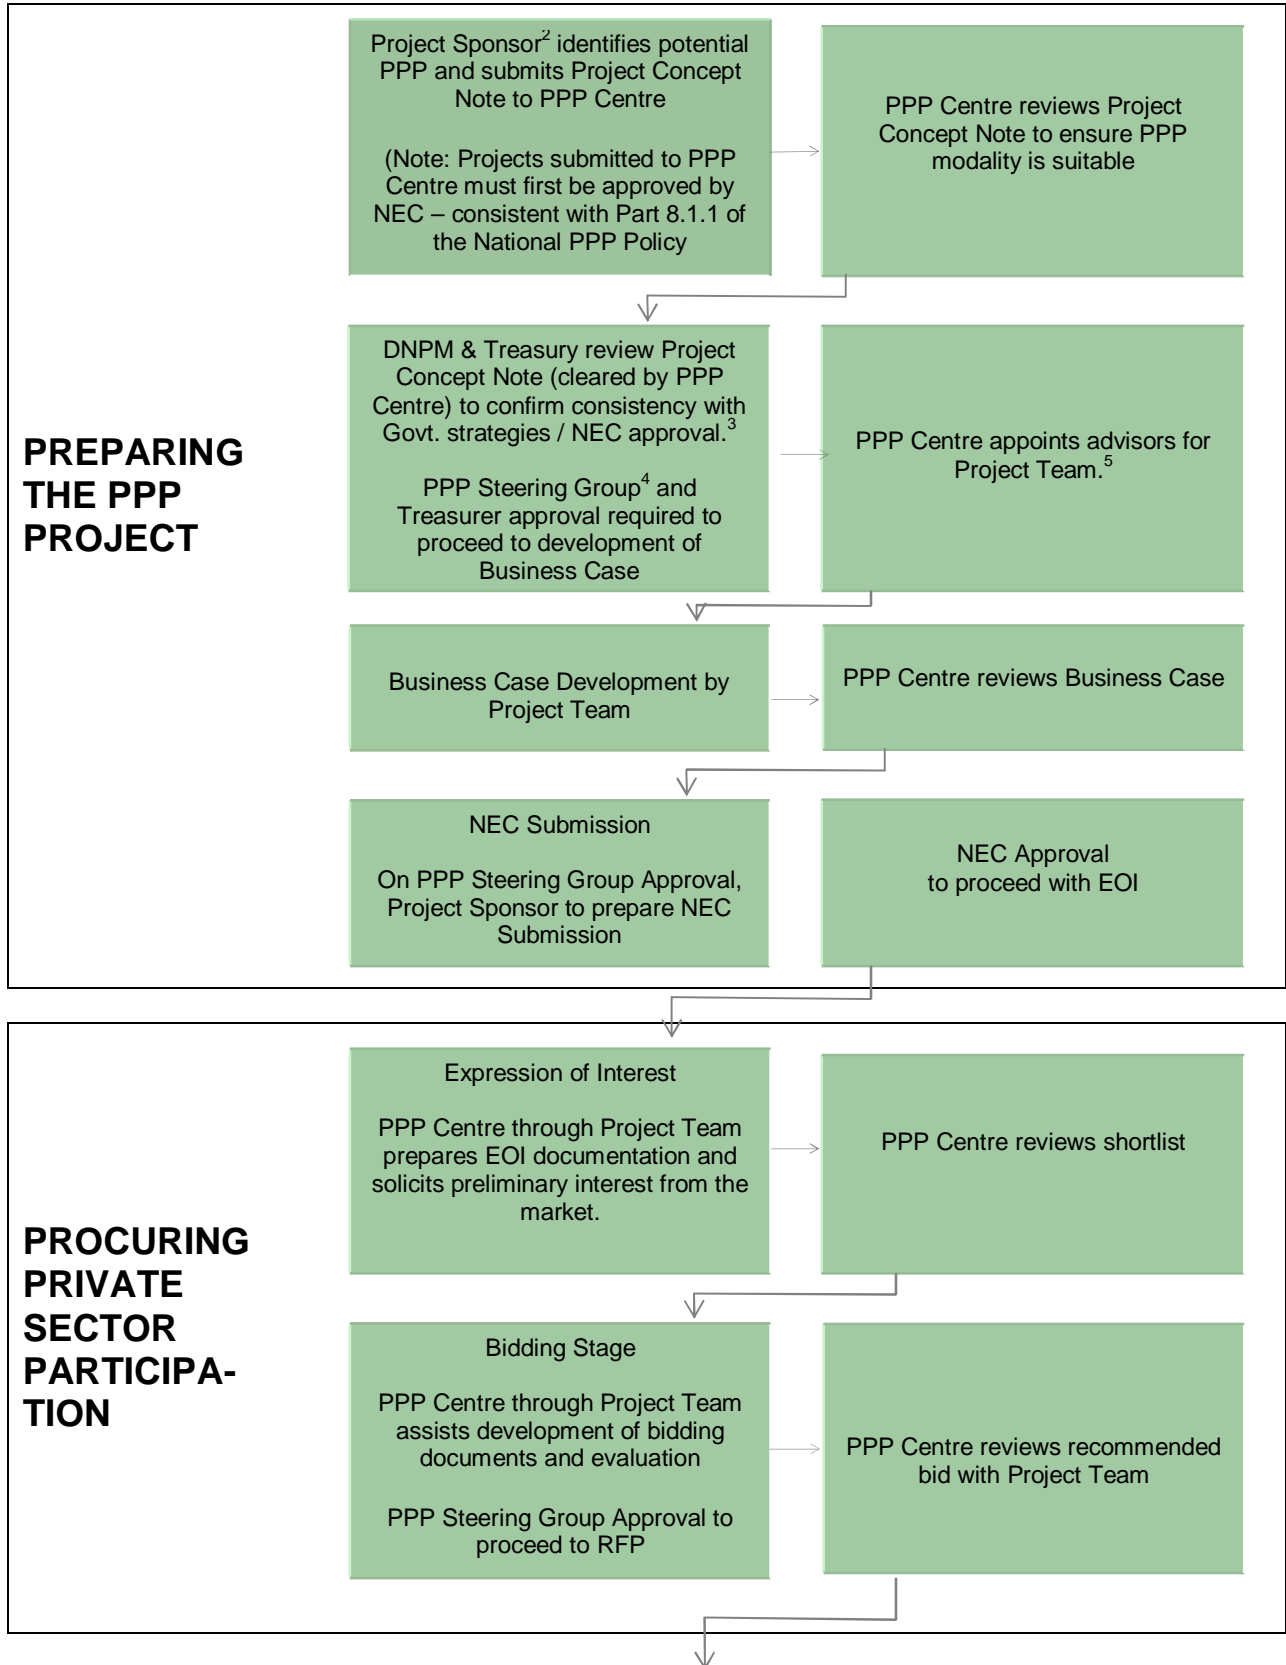 Project Sponsor² identifies potential
PPP and submits Project Concept
Note to PPP Centre
(Note: Projects submitted to PPP
Centre must first be approved by
NEC – consistent with Part 8.1.1 of
the National PPP Policy
PPP Centre reviews Project
Concept Note to ensure PPP
modality is suitable
PREPARING
THE PPP
PROJECT
DNPM & Treasury review Project
Concept Note (cleared by PPP
Centre) to confirm consistency with
Govt. strategies / NEC approval.³
PPP Steering Group⁴ and
Treasurer approval required to
proceed to development of
Business Case
PPP Centre appoints advisors for
Project Team.⁵
Business Case Development by
Project Team
PPP Centre reviews Business Case
NEC Submission
On PPP Steering Group Approval,
Project Sponsor to prepare NEC
Submission
NEC Approval
to proceed with EOI
PROCURING
PRIVATE
SECTOR
PARTICIPA-
TION
Expression of Interest
PPP Centre through Project Team
prepares EOI documentation and
solicits preliminary interest from the
market.
PPP Centre reviews shortlist
Bidding Stage
PPP Centre through Project Team
assists development of bidding
documents and evaluation
PPP Steering Group Approval to
proceed to RFP
PPP Centre reviews recommended
bid with Project Team